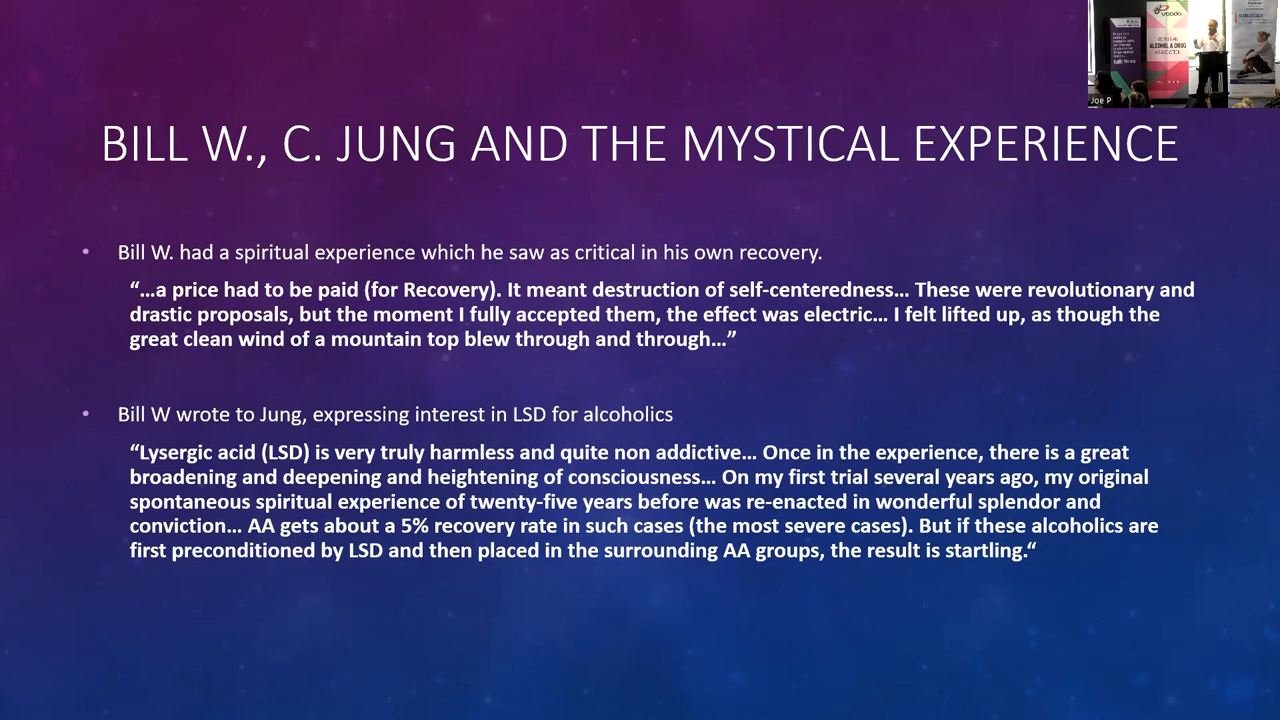 BILL W., C. JUNG AND THE MYSTICAL EXPERIENCE
• Bill W. had a spiritual experience which he saw as critical in his own recovery.
“…a price had to be paid (for Recovery). It meant destruction of self-centeredness… These were revolutionary and
drastic proposals, but the moment I fully accepted them, the effect was electric… I felt lifted up, as though the
great clean wind of a mountain top blew through and through…”
• Bill W wrote to Jung, expressing interest in LSD for alcoholics
“Lysergic acid (LSD) is very truly harmless and quite non addictive… Once in the experience, there is a great
broadening and deepening and heightening of consciousness… On my first trial several years ago, my original
spontaneous spiritual experience of twenty-five years before was re-enacted in wonderful splendor and
conviction… AA gets about a 5% recovery rate in such cases (the most severe cases). But if these alcoholics are
first preconditioned by LSD and then placed in the surrounding AA groups, the result is startling.“
vaada
ALCOHOL & DRUG
talk to us
Joe P